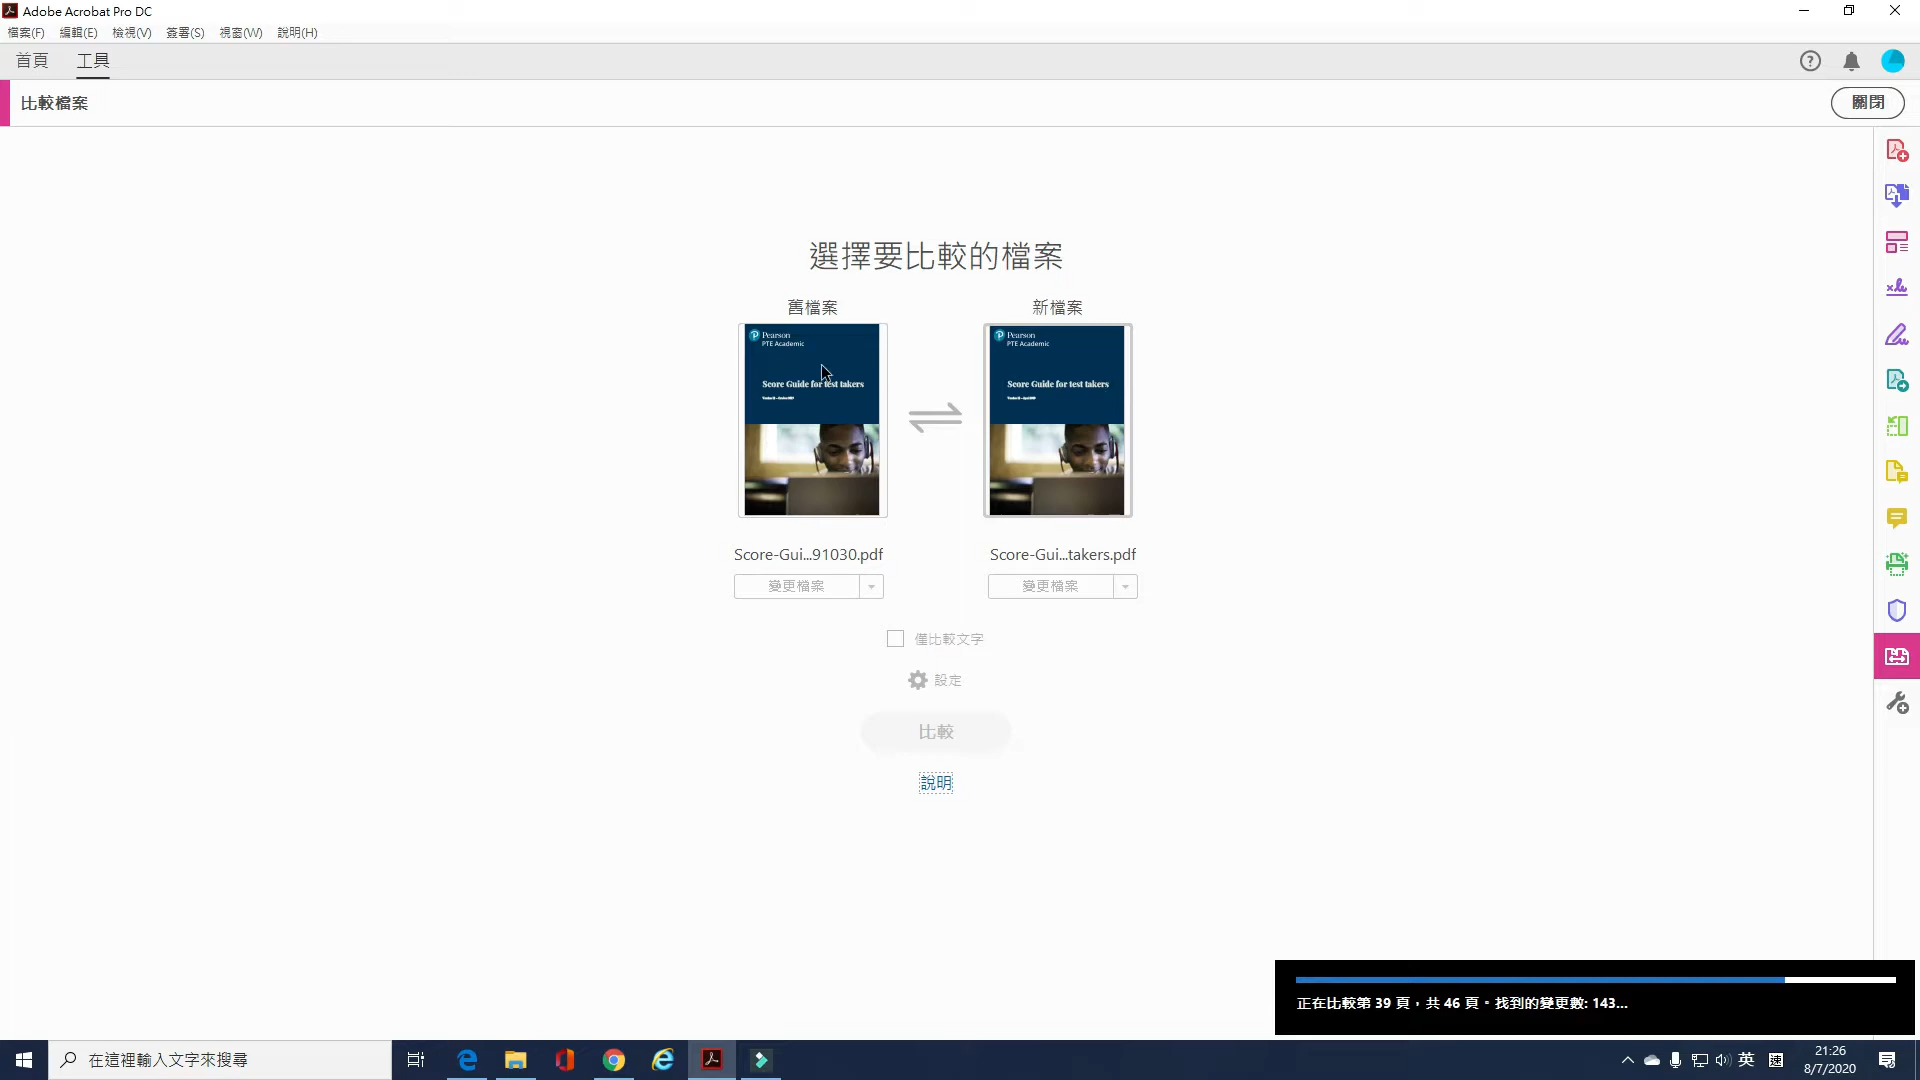 Adobe Acrobat Pro DC
檔案(F) 編輯(E) 檢視(V) 簽署(S) 視窗(W) 說明(H)
首頁 工具
比較檔案
關閉
選擇要比較的檔案
舊檔案 新檔案
Pearson
PTE Academic
Score Guide for test takers
Pearson
PTE Academic
Score Guide for test takers
Score-Gui...91030.pdf Score-Gui...takers.pdf
變更檔案 變更檔案
僅比較文字
設定
比較
說明
正在比較第 39 頁，共 46 頁。找到的變更數: 143...
在這裡輸入文字來搜尋
英
21:26
8/7/2020